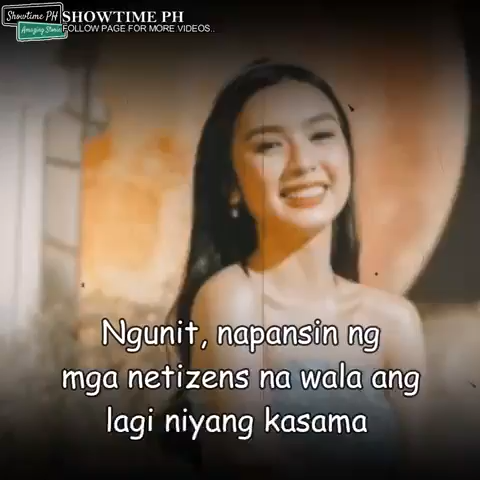 Showtime PH
Amazing Stories
SHOWTIME PH
FOLLOW PAGE FOR MORE VIDEOS..
Ngunit, napansin ng
mga netizens na wala ang
lagi niyang kasama